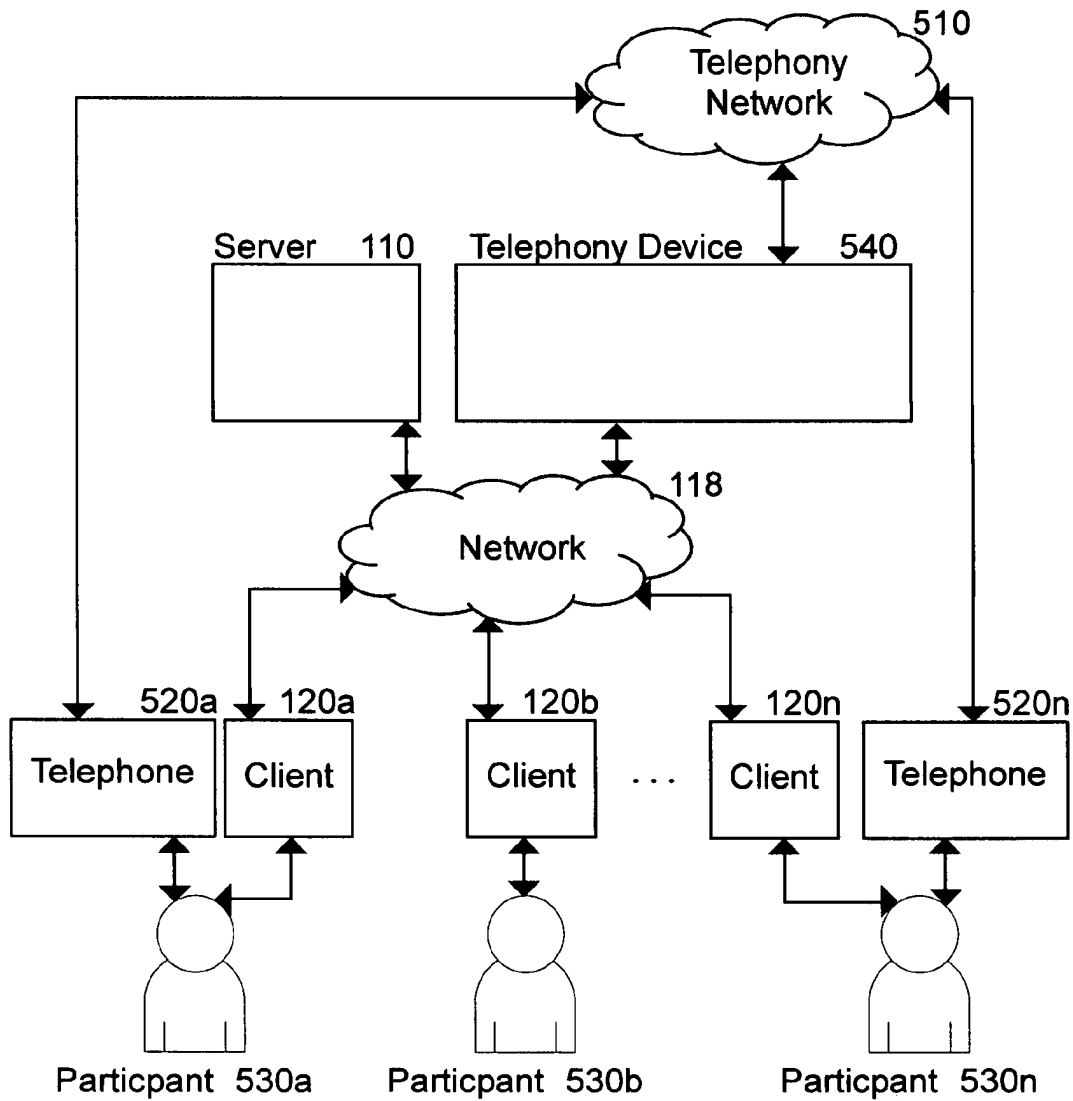 510
Telephony
Network
Server 110
Telephony Device 540
118
Network
520a 120a 120b 120n 520n
Telephone Client Client ... Client Telephone
Particpant 530a Particpant 530b Particpant 530n